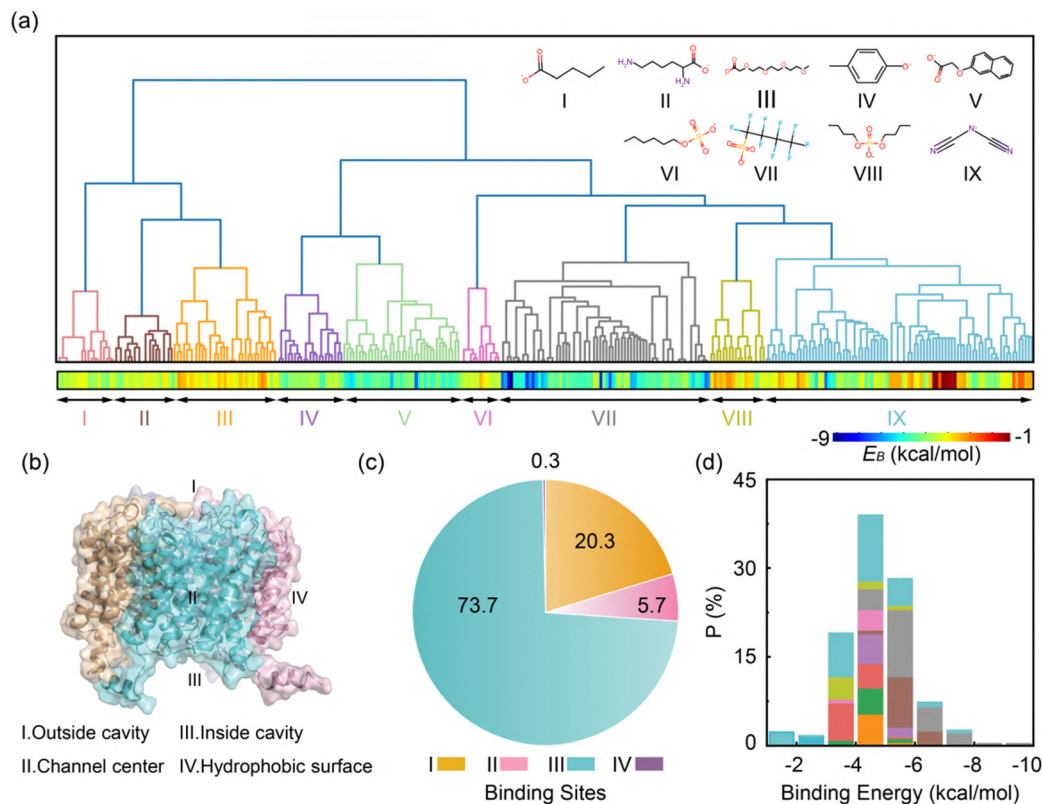 (a)
I II III IV V
VI VII VIII IX
I II III IV V VI VII VIII IX
-9 -1
E_B (kcal/mol)
(b)
I
II
IV
III
I.Outside cavity III.Inside cavity
II.Channel center IV.Hydrophobic surface
(c)
0.3
20.3
5.7
73.7
I II III IV
Binding Sites
(d)
45
30
15
0
P (%)
-2 -4 -6 -8 -10
Binding Energy (kcal/mol)